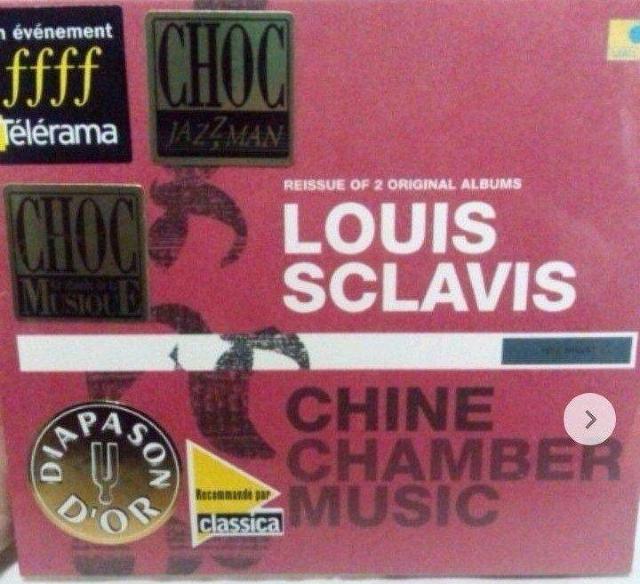 n événement
ffff
Télérama
CHOC
JAZZMAN
REISSUE OF 2 ORIGINAL ALBUMS
LOUIS
SCLAVIS
CHOC
MUSIQUE
CHINE
CHAMBER
MUSIC
DIAPASON
D'OR
Recommandé par
classica